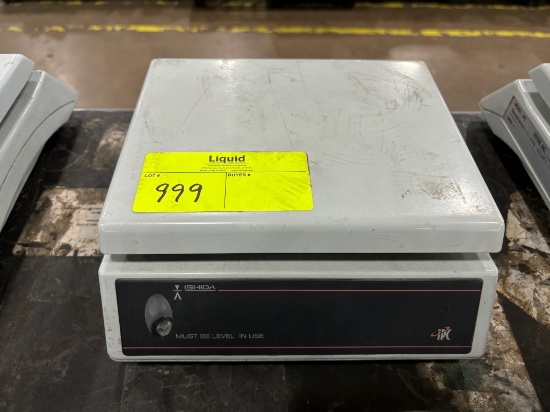 Liquid
LOT #
BUYER #
999
ISHIDA
MUST BE LEVEL IN USE